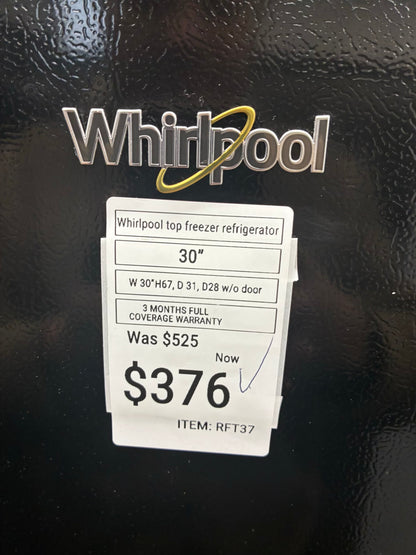 Whirlpool
Whirlpool top freezer refrigerator
30”
W 30"H67, D 31, D28 w/o door
3 MONTHS FULL
COVERAGE WARRANTY
Was $525
Now
$376
ITEM: RFT37